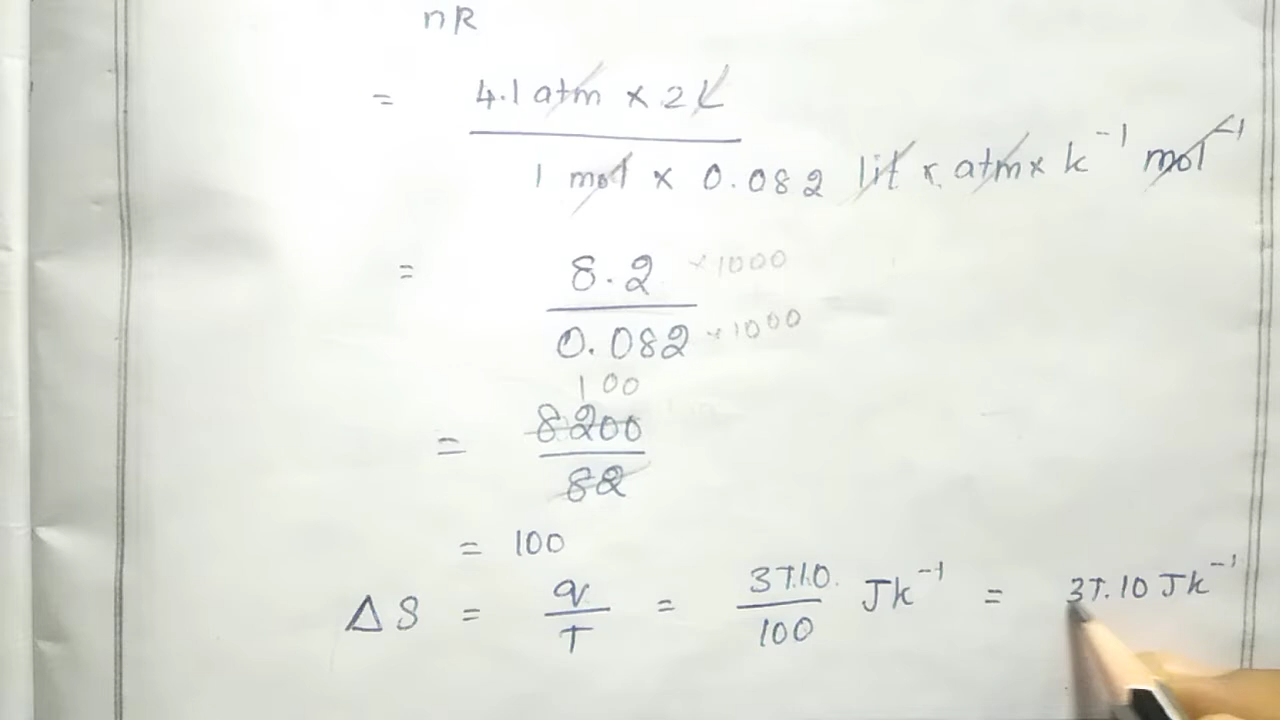 nR
= 4.1 atm × 2 L
1 mol × 0.082 lit × atm × k⁻¹ mol⁻¹
= 8.2 ×1000
0.082 ×1000
100
= 8200
82
= 100
ΔS = q/T = 3710/100 Jk⁻¹ = 37.10 Jk⁻¹